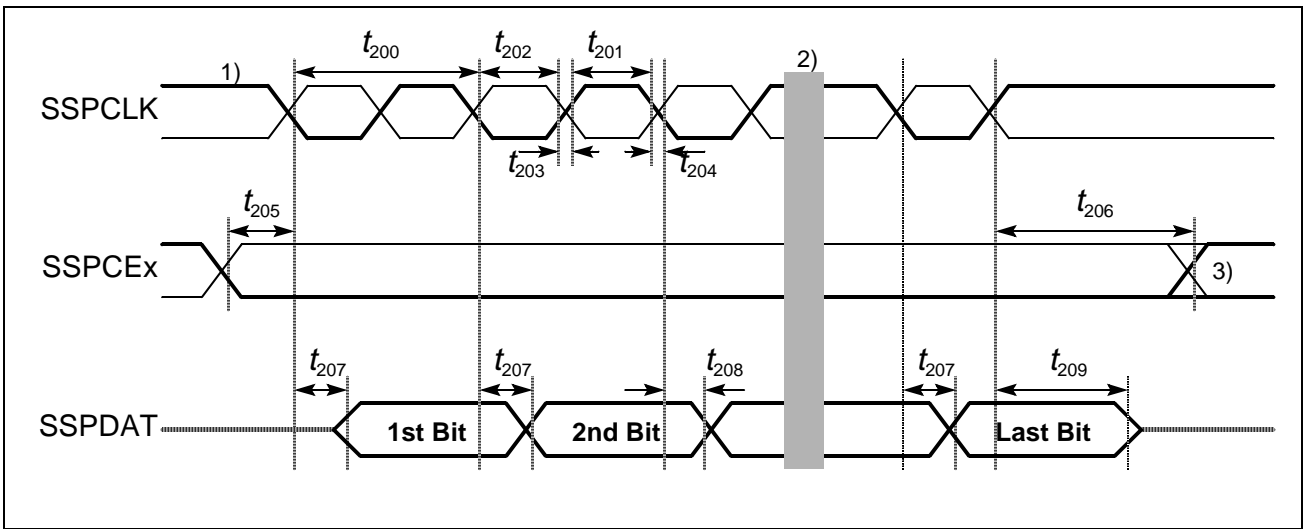 t200 t202 t201 2)
1)
SSPCLK
t203 t204
t205 t206
SSPCEx 3)
t207 t207 t208 t207 t209
SSPDAT 1st Bit 2nd Bit Last Bit